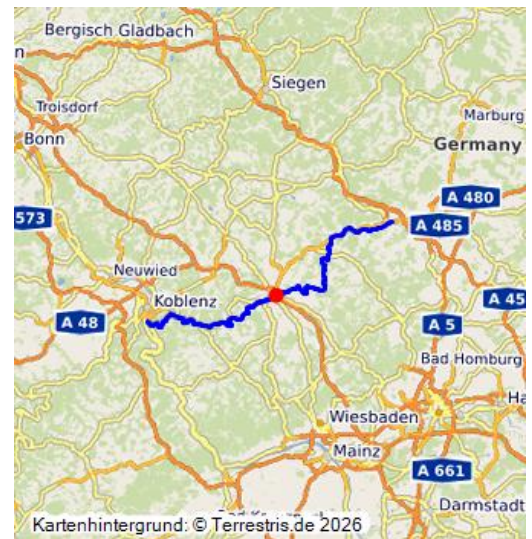 Bergisch Gladbach
Siegen
Troisdorf
Marburg
Bonn
Germany
A 480
573
A 485
Neuwied
Koblenz
A 45
A 48
A 5
Bad Homburg
Ha
Wiesbaden
Mainz
A 661
Darmstadt
Kartenhintergrund: © Terrestris.de 2026